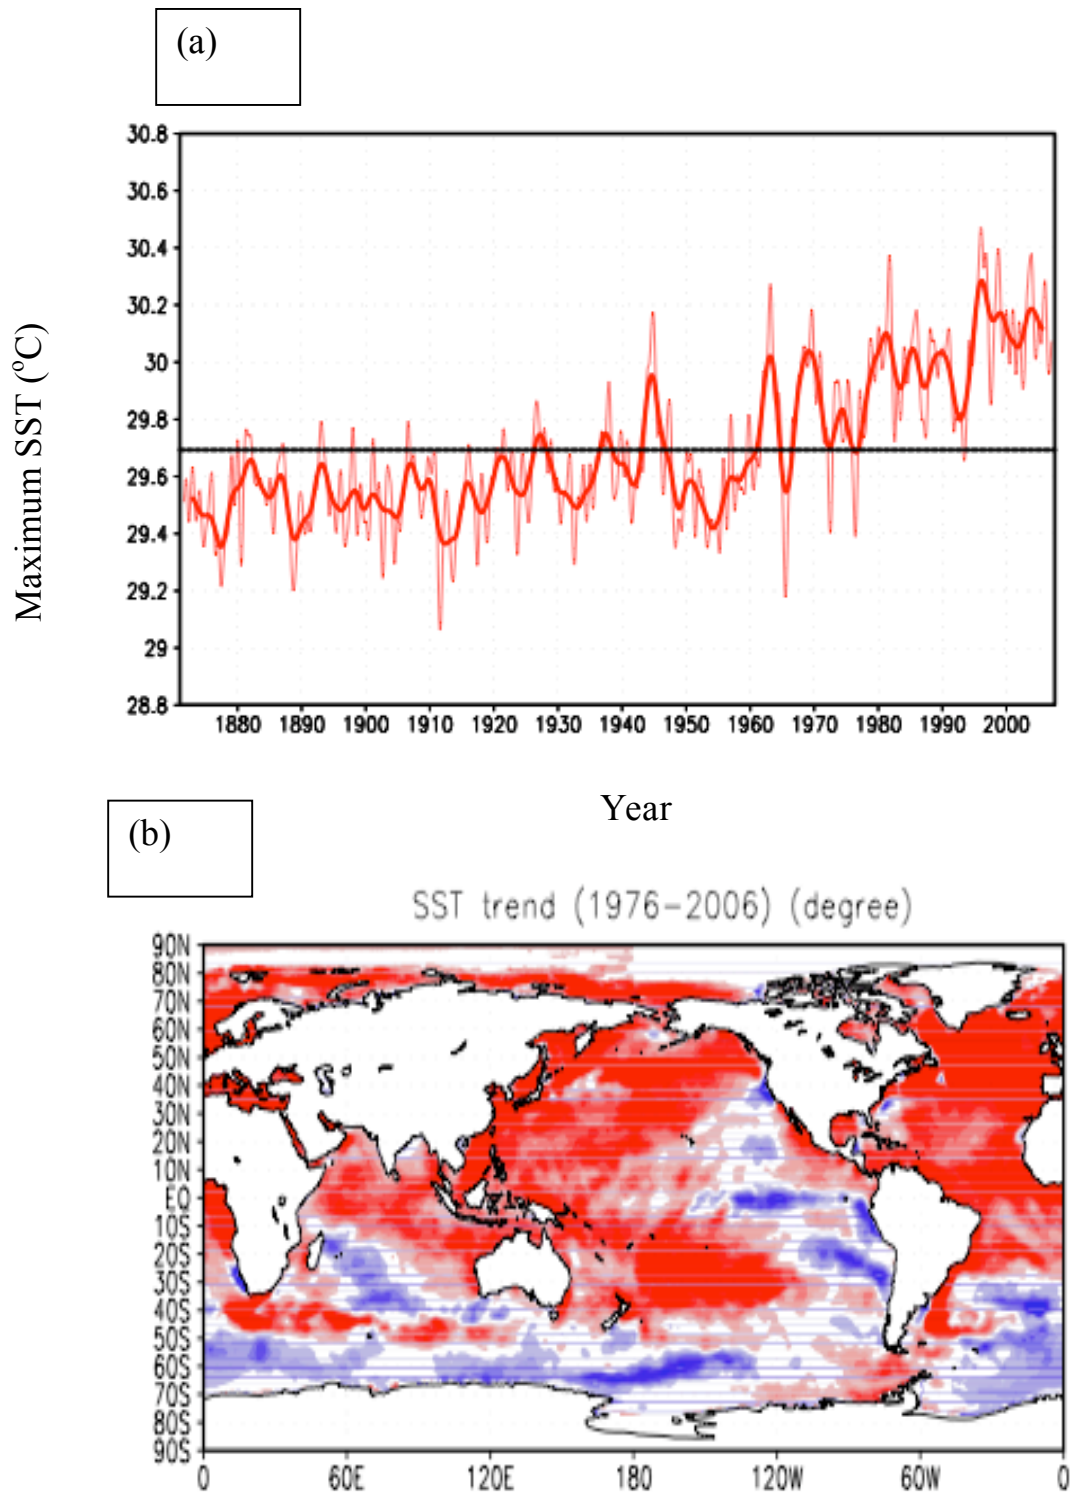 (a)
Maximum SST (°C)
30.8
30.6
30.4
30.2
30
29.8
29.6
29.4
29.2
29
28.8
1880 1890 1900 1910 1920 1930 1940 1950 1960 1970 1980 1990 2000
Year
(b)
SST trend (1976-2006) (degree)
90N
80N
70N
60N
50N
40N
30N
20N
10N
EQ
10S
20S
30S
40S
50S
60S
70S
80S
90S
0 60E 120E 180 120W 60W 0